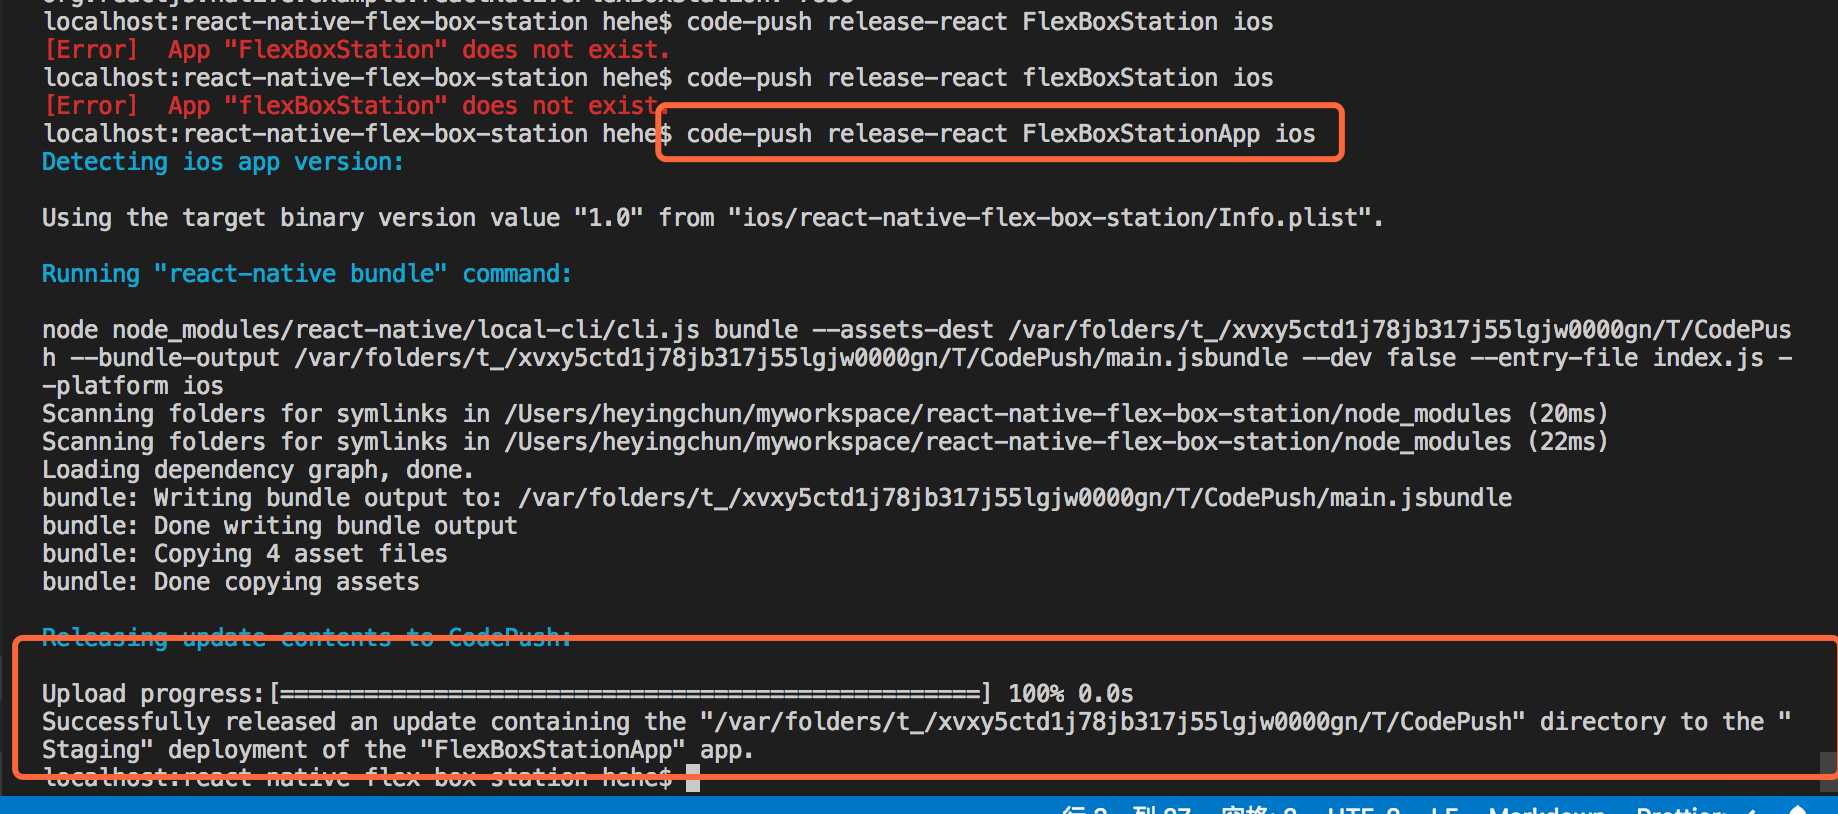 localhost:react-native-flex-box-station hehe$ code-push release-react FlexBoxStation ios
[Error]  App "FlexBoxStation" does not exist.
localhost:react-native-flex-box-station hehe$ code-push release-react flexBoxStation ios
[Error]  App "flexBoxStation" does not exist.
localhost:react-native-flex-box-station hehe$ code-push release-react FlexBoxStationApp ios
Detecting ios app version:
Using the target binary version value "1.0" from "ios/react-native-flex-box-station/Info.plist".
Running "react-native bundle" command:
node node_modules/react-native/local-cli/cli.js bundle --assets-dest /var/folders/t_/xvxy5ctd1j78jb317j55lgjw0000gn/T/CodePus
h --bundle-output /var/folders/t_/xvxy5ctd1j78jb317j55lgjw0000gn/T/CodePush/main.jsbundle --dev false --entry-file index.js -
-platform ios
Scanning folders for symlinks in /Users/heyingchun/myworkspace/react-native-flex-box-station/node_modules (20ms)
Scanning folders for symlinks in /Users/heyingchun/myworkspace/react-native-flex-box-station/node_modules (22ms)
Loading dependency graph, done.
bundle: Writing bundle output to: /var/folders/t_/xvxy5ctd1j78jb317j55lgjw0000gn/T/CodePush/main.jsbundle
bundle: Done writing bundle output
bundle: Copying 4 asset files
bundle: Done copying assets
Releasing update contents to CodePush:
Upload progress:[==================================================] 100% 0.0s
Successfully released an update containing the "/var/folders/t_/xvxy5ctd1j78jb317j55lgjw0000gn/T/CodePush" directory to the "
Staging" deployment of the "FlexBoxStationApp" app.
localhost:react-native-flex-box-station hehe$
UTF-8 LF Markdown Prettier